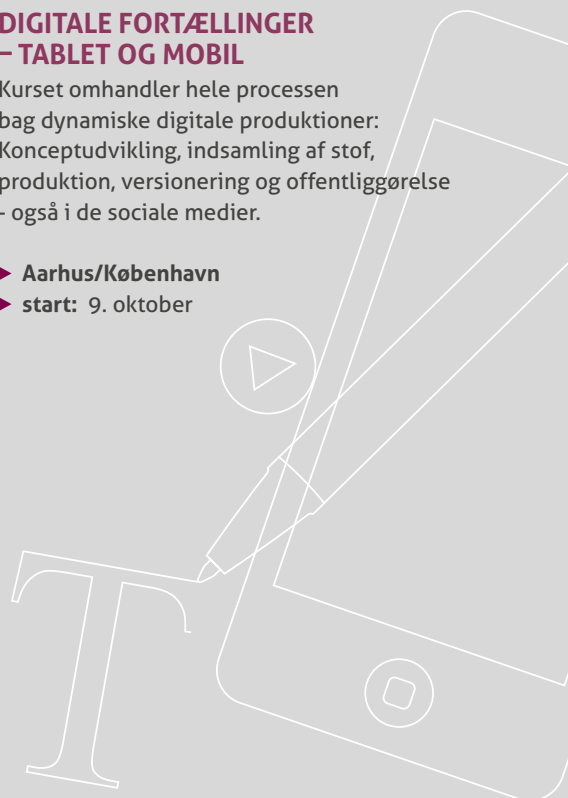 DIGITALE FORTÆLLINGER
– TABLET OG MOBIL
Kurset omhandler hele processen
bag dynamiske digitale produktioner:
Konceptudvikling, indsamling af stof,
produktion, versionering og offentliggørelse
- også i de sociale medier.
Aarhus/København
start: 9. oktober
T